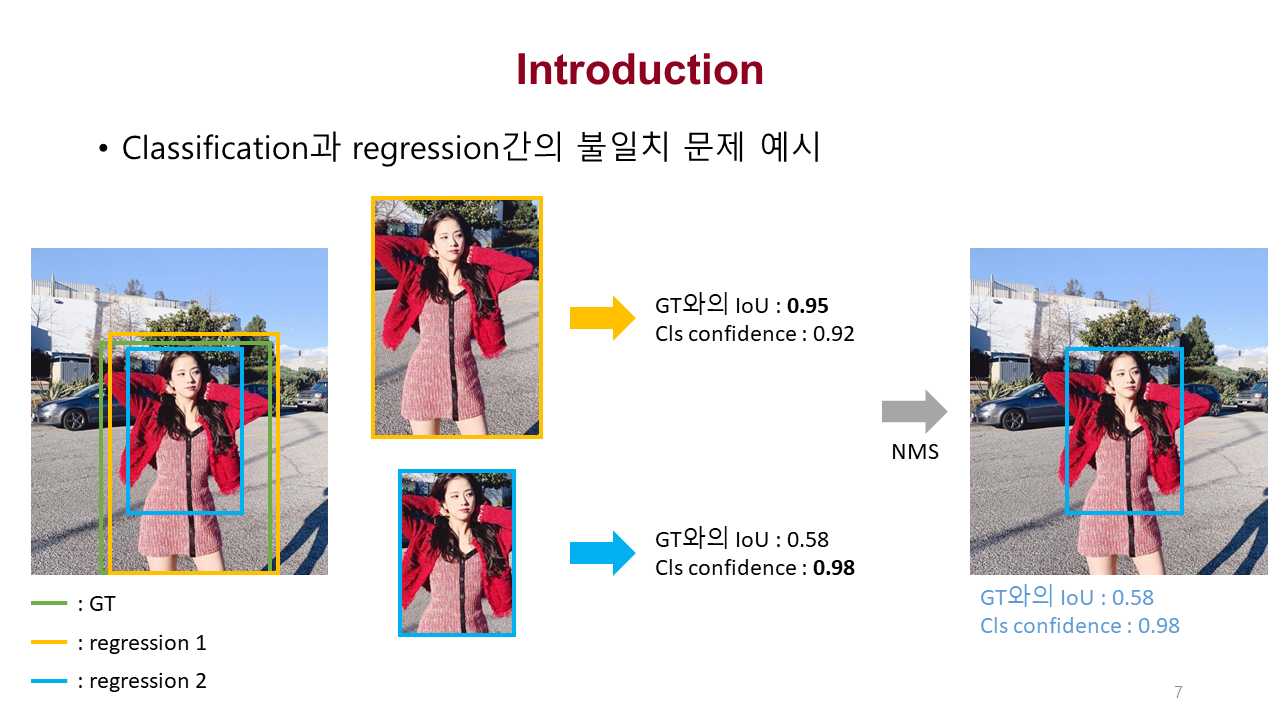 Introduction
• Classification과 regression간의 불일치 문제 예시
GT와의 IoU : 0.95
Cls confidence : 0.92
NMS
GT와의 IoU : 0.58
Cls confidence : 0.98
GT와의 IoU : 0.58
Cls confidence : 0.98
: GT
: regression 1
: regression 2
7